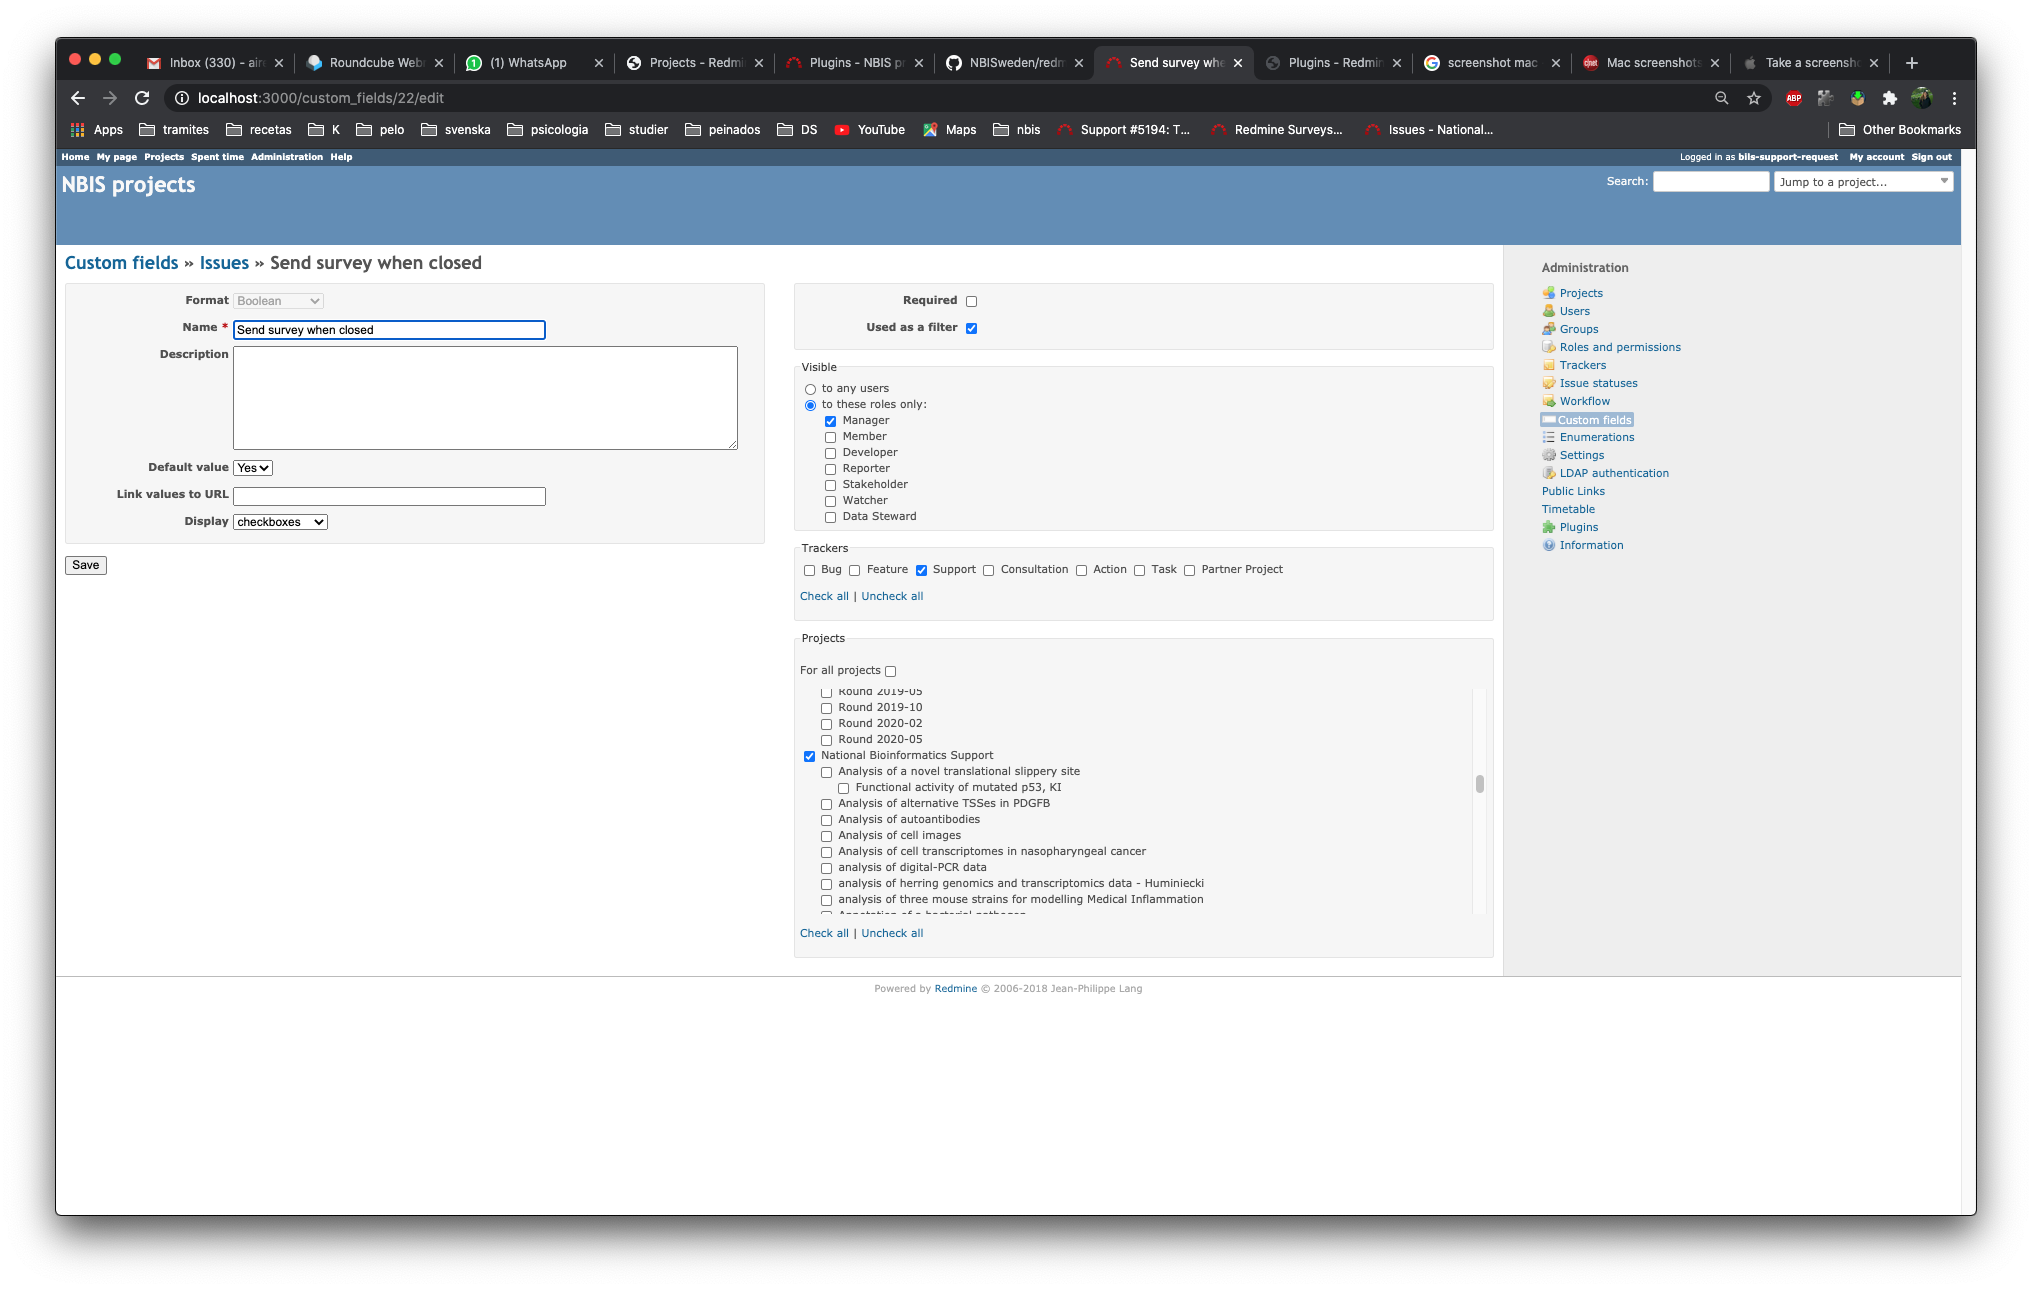 Inbox (330) - aire
Roundcube Web
(1) WhatsApp
Projects - Redmi
Plugins - NBIS p
NBISweden/redm
Send survey whe
Plugins - Redmin
screenshot mac
Mac screenshots
Take a screensh
localhost:3000/custom_fields/22/edit
ABP
Apps
tramites
recetas
K
pelo
svenska
psicologia
studier
peinados
DS
YouTube
Maps
nbis
Support #5194: T...
Redmine Surveys...
Issues - National...
Other Bookmarks
Home My page Projects Spent time Administration Help
Logged in as bils-support-request My account Sign out
NBIS projects
Search:
Jump to a project...
Custom fields » Issues » Send survey when closed
Format Boolean
Name * Send survey when closed
Description
Default value Yes
Link values to URL
Display checkboxes
Save
Required
Used as a filter
Visible
to any users
to these roles only:
Manager
Member
Developer
Reporter
Stakeholder
Watcher
Data Steward
Trackers
Bug Feature Support Consultation Action Task Partner Project
Check all | Uncheck all
Projects
For all projects
Round 2019-05
Round 2019-10
Round 2020-02
Round 2020-05
National Bioinformatics Support
Analysis of a novel translational slippery site
Functional activity of mutated p53, KI
Analysis of alternative TSSes in PDGFB
Analysis of autoantibodies
Analysis of cell images
Analysis of cell transcriptomes in nasopharyngeal cancer
analysis of digital-PCR data
analysis of herring genomics and transcriptomics data - Huminiecki
analysis of three mouse strains for modelling Medical Inflammation
Annotation of a bacterial pathogen
Check all | Uncheck all
Administration
Projects
Users
Groups
Roles and permissions
Trackers
Issue statuses
Workflow
Custom fields
Enumerations
Settings
LDAP authentication
Public Links
Timetable
Plugins
Information
Powered by Redmine © 2006-2018 Jean-Philippe Lang